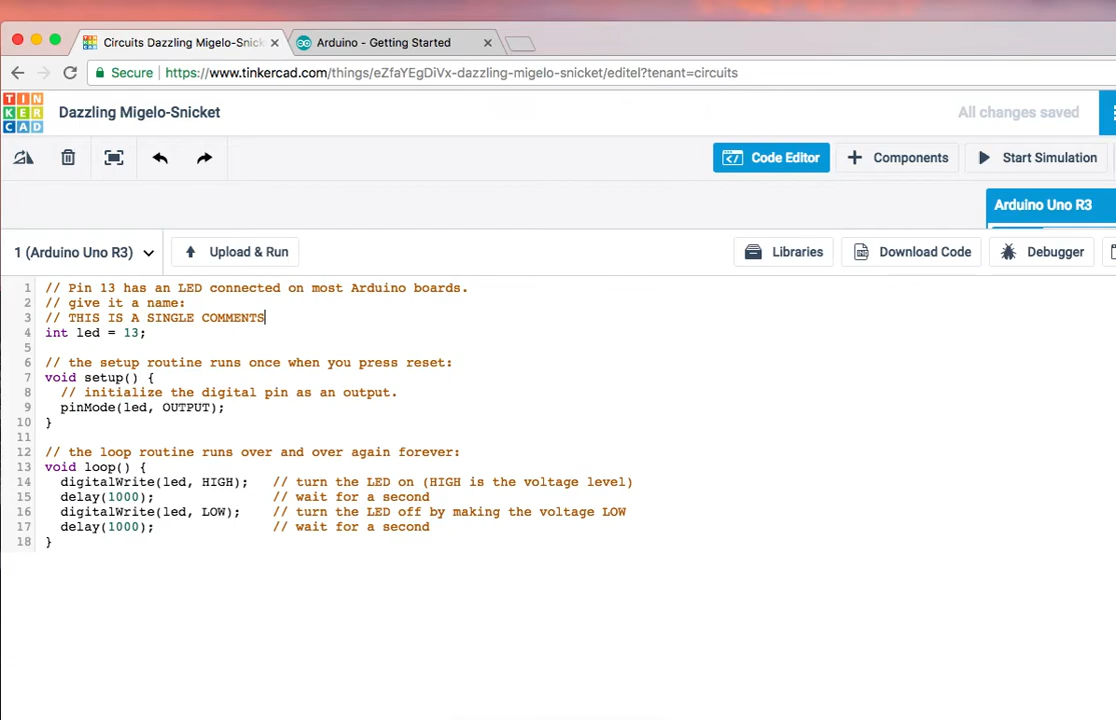 Circuits Dazzling Migelo-Snick
Arduino - Getting Started
Secure https://www.tinkercad.com/things/eZfaYEgDiVx-dazzling-migelo-snicket/editel?tenant=circuits
TIN
KER
CAD
Dazzling Migelo-Snicket
All changes saved
Code Editor
Components
Start Simulation
Arduino Uno R3
1 (Arduino Uno R3)
Upload & Run
Libraries
Download Code
Debugger
1 // Pin 13 has an LED connected on most Arduino boards.
2 // give it a name:
3 // THIS IS A SINGLE COMMENTS
4 int led = 13;
5
6 // the setup routine runs once when you press reset:
7 void setup() {
8 // initialize the digital pin as an output.
9 pinMode(led, OUTPUT);
10 }
11
12 // the loop routine runs over and over again forever:
13 void loop() {
14 digitalWrite(led, HIGH); // turn the LED on (HIGH is the voltage level)
15 delay(1000); // wait for a second
16 digitalWrite(led, LOW); // turn the LED off by making the voltage LOW
17 delay(1000); // wait for a second
18 }